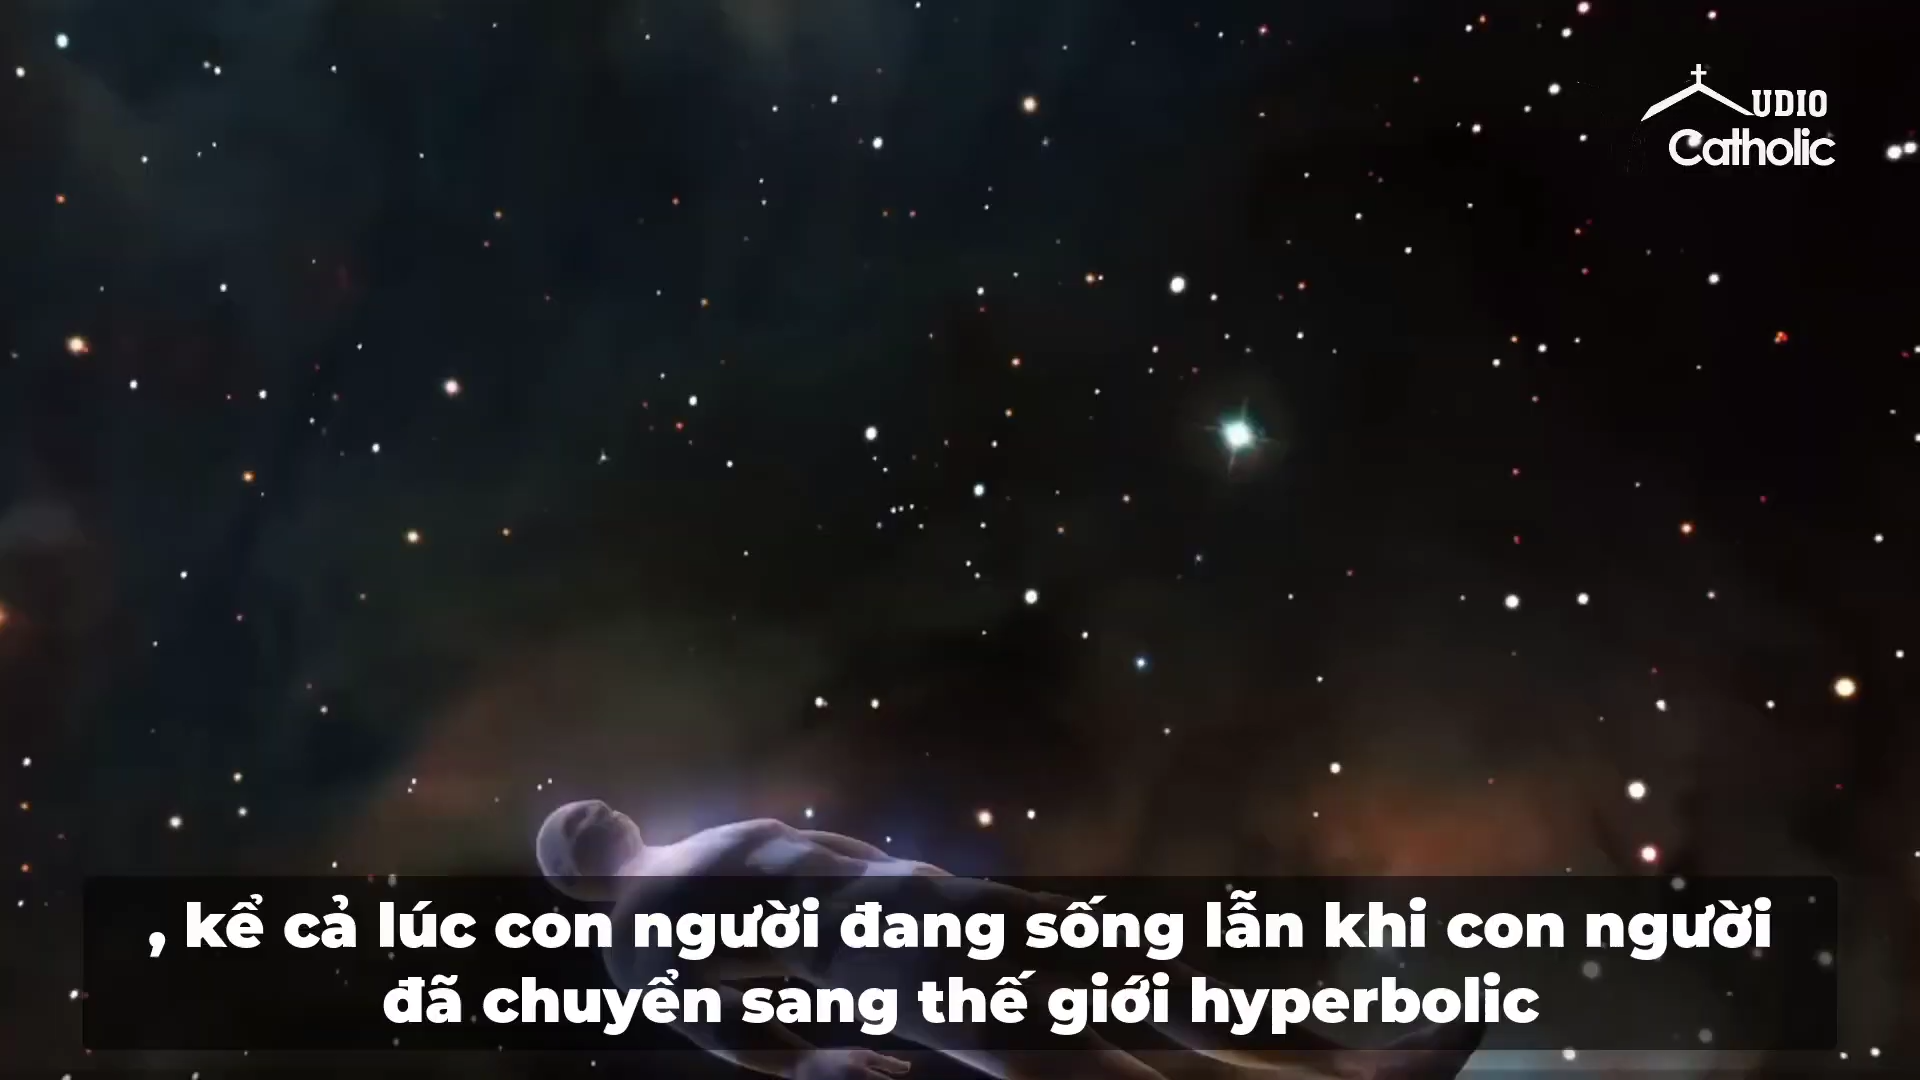 UDIO
Catholic
, kể cả lúc con người đang sống lẫn khi con người
đã chuyển sang thế giới hyperbolic